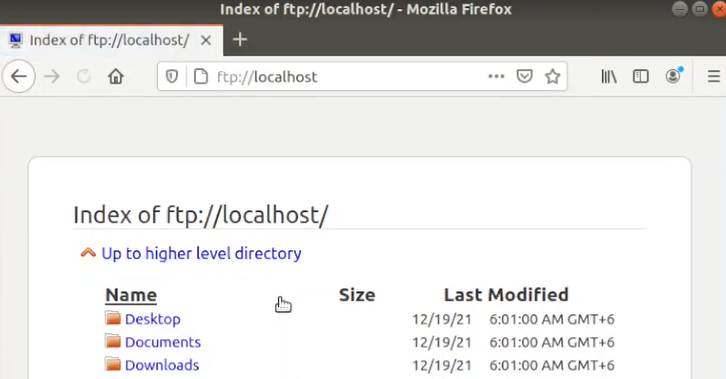 Index of ftp://localhost/ - Mozilla Firefox
Index of ftp://localhost/
ftp://localhost
Index of ftp://localhost/
Up to higher level directory
Name Size Last Modified
Desktop 12/19/21 6:01:00 AM GMT+6
Documents 12/19/21 6:01:00 AM GMT+6
Downloads 12/19/21 6:01:00 AM GMT+6